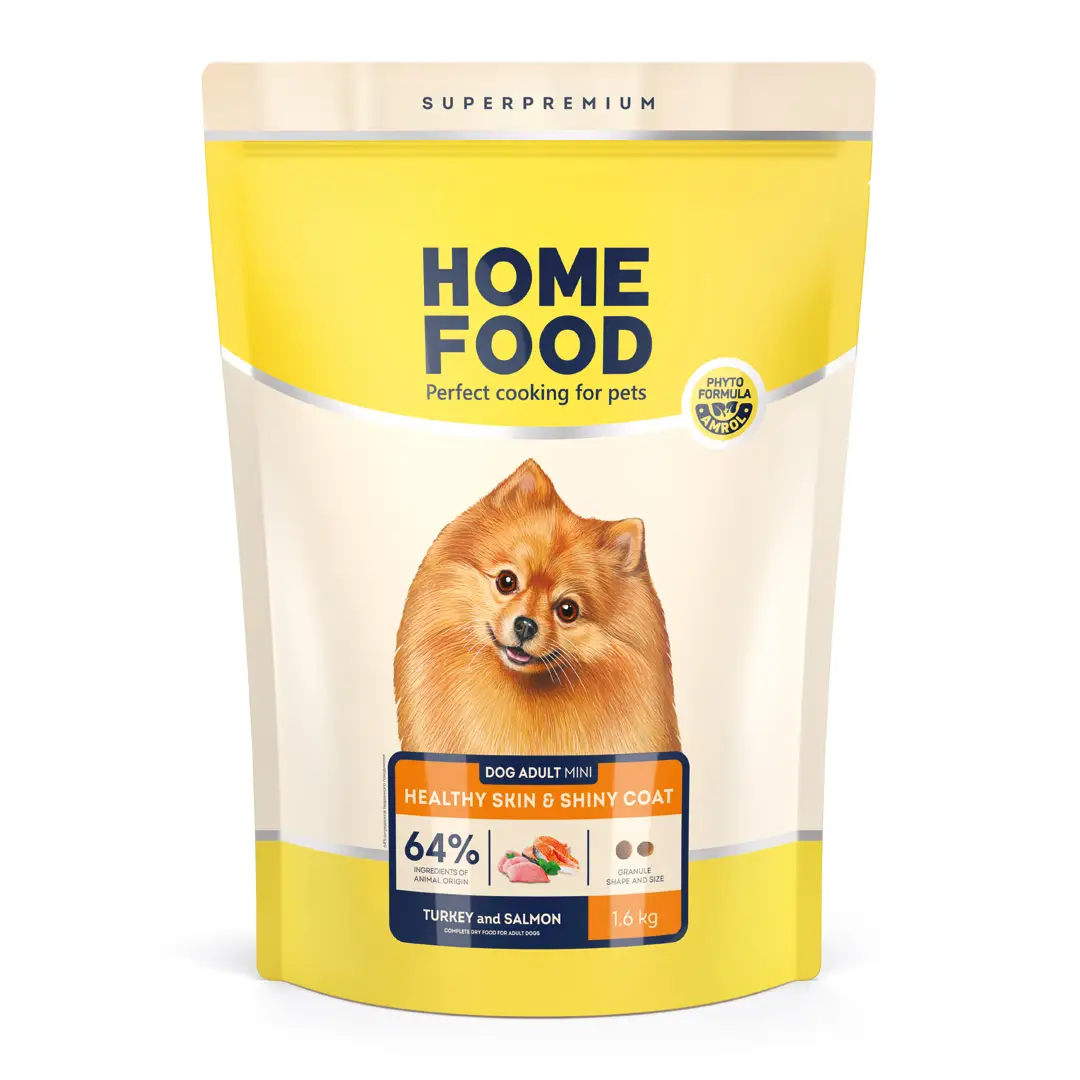 SUPERPREMIUM
HOME
FOOD
Perfect cooking for pets
PHYTO
FORMULA
AMROL
DOG ADULT MINI
HEALTHY SKIN & SHINY COAT
64%
INGREDIENTS OF
ANIMAL ORIGIN
GRANULE
SHAPE AND SIZE
TURKEY and SALMON
COMPLETE DRY FOOD FOR ADULT DOGS
1.6 kg